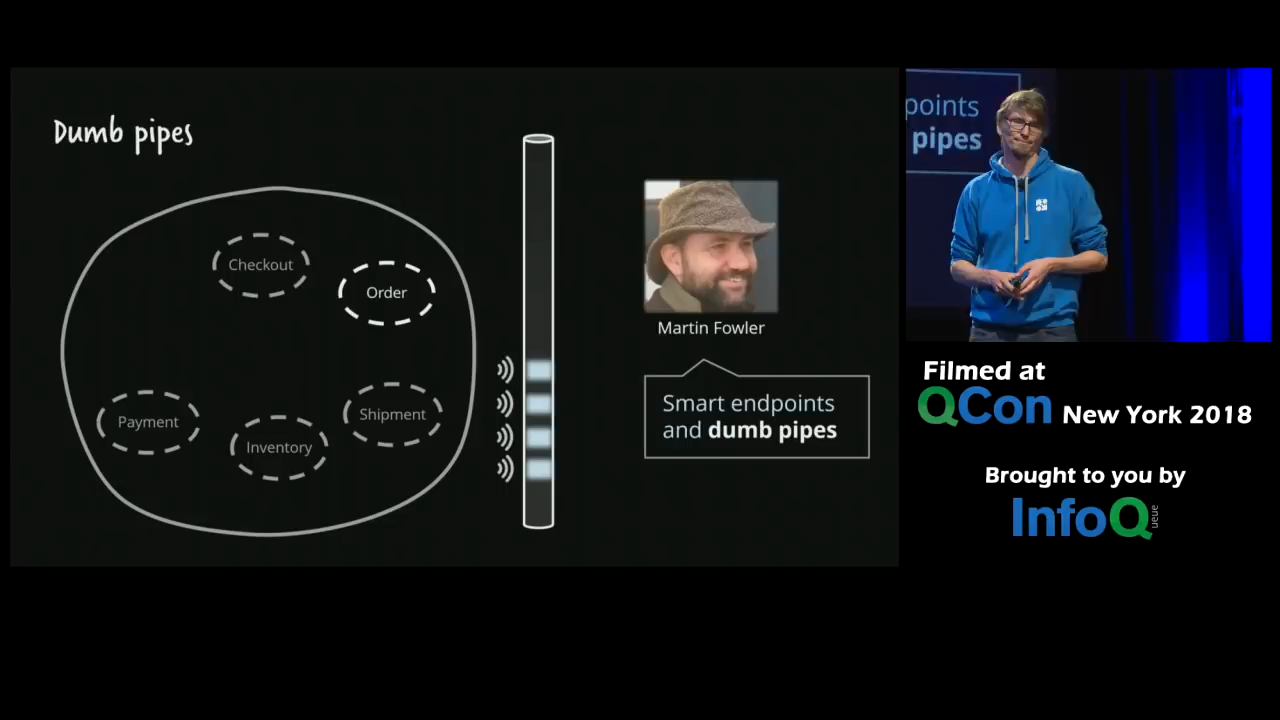 Dumb pipes
Checkout
Order
Payment
Inventory
Shipment
Martin Fowler
Smart endpoints
and dumb pipes
points
pipes
Filmed at
QCon New York 2018
Brought to you by
InfoQueue